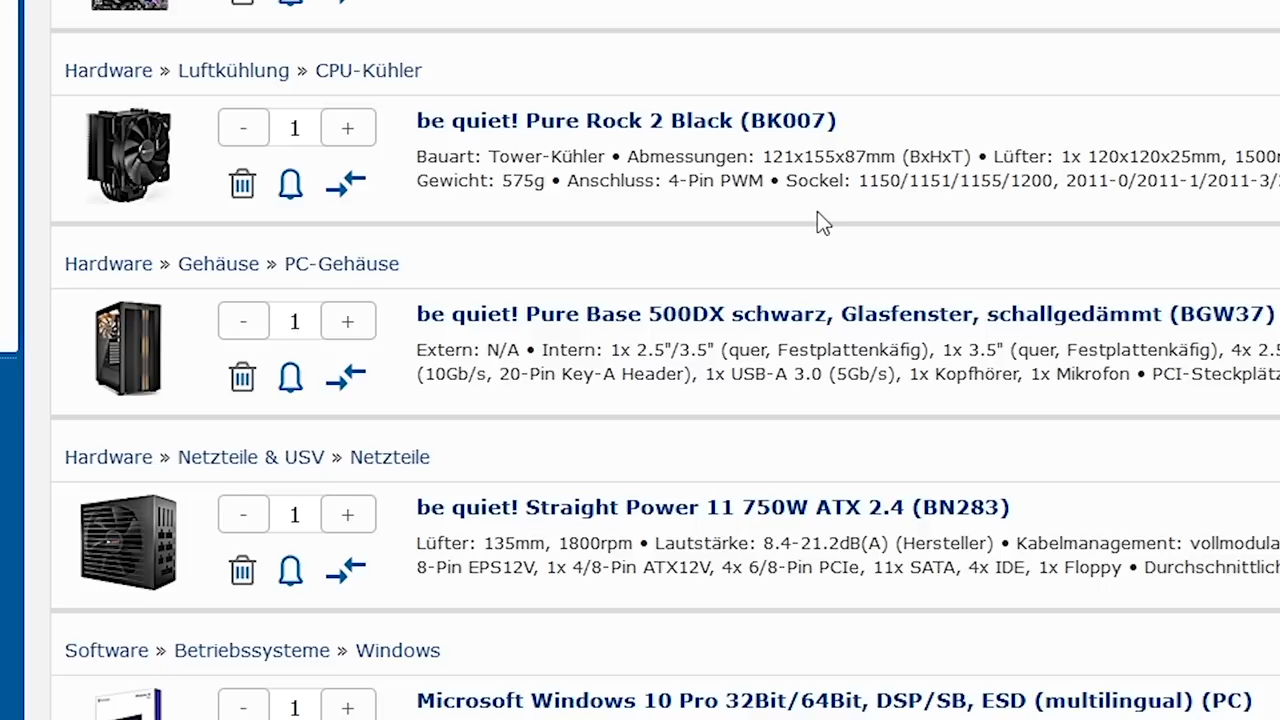 Hardware » Luftkühlung » CPU-Kühler
- 1 +
be quiet! Pure Rock 2 Black (BK007)
Bauart: Tower-Kühler • Abmessungen: 121x155x87mm (BxHxT) • Lüfter: 1x 120x120x25mm, 1500
Gewicht: 575g • Anschluss: 4-Pin PWM • Sockel: 1150/1151/1155/1200, 2011-0/2011-1/2011-3/
Hardware » Gehäuse » PC-Gehäuse
- 1 +
be quiet! Pure Base 500DX schwarz, Glasfenster, schallgedämmt (BGW37)
Extern: N/A • Intern: 1x 2.5"/3.5" (quer, Festplattenkäfig), 1x 3.5" (quer, Festplattenkäfig), 4x 2.5
(10Gb/s, 20-Pin Key-A Header), 1x USB-A 3.0 (5Gb/s), 1x Kopfhörer, 1x Mikrofon • PCI-Steckplätz
Hardware » Netzteile & USV » Netzteile
- 1 +
be quiet! Straight Power 11 750W ATX 2.4 (BN283)
Lüfter: 135mm, 1800rpm • Lautstärke: 8.4-21.2dB(A) (Hersteller) • Kabelmanagement: vollmodula
8-Pin EPS12V, 1x 4/8-Pin ATX12V, 4x 6/8-Pin PCIe, 11x SATA, 4x IDE, 1x Floppy • Durchschnittlich
Software » Betriebssysteme » Windows
- 1 +
Microsoft Windows 10 Pro 32Bit/64Bit, DSP/SB, ESD (multilingual) (PC)